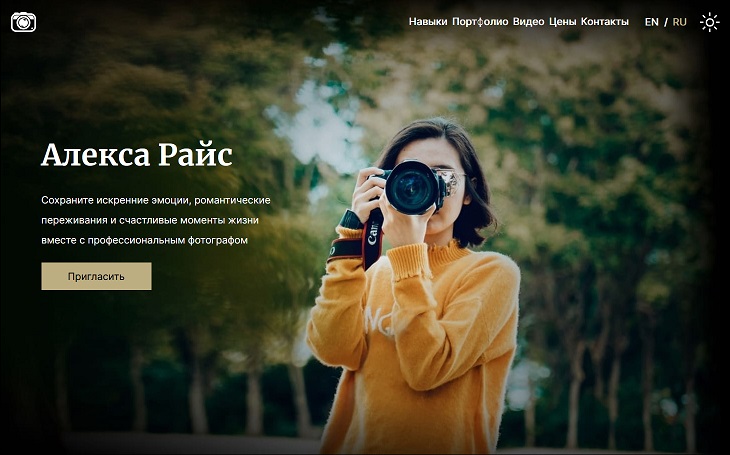 Навыки Портфолио Видео Цены Контакты EN / RU
Алекса Райс
Сохраните искренние эмоции, романтические
переживания и счастливые моменты жизни
вместе с профессиональным фотографом
Пригласить